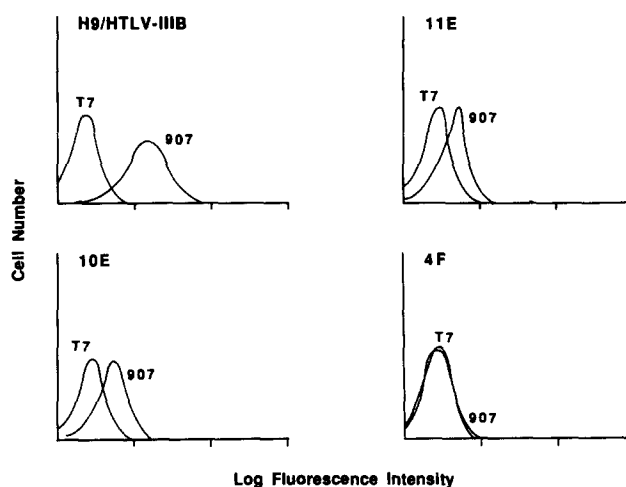 H9/HTLV-IIIB
T7
907
11E
T7
907
10E
T7
907
4F
T7
907
Cell Number
Log Fluorescence Intensity